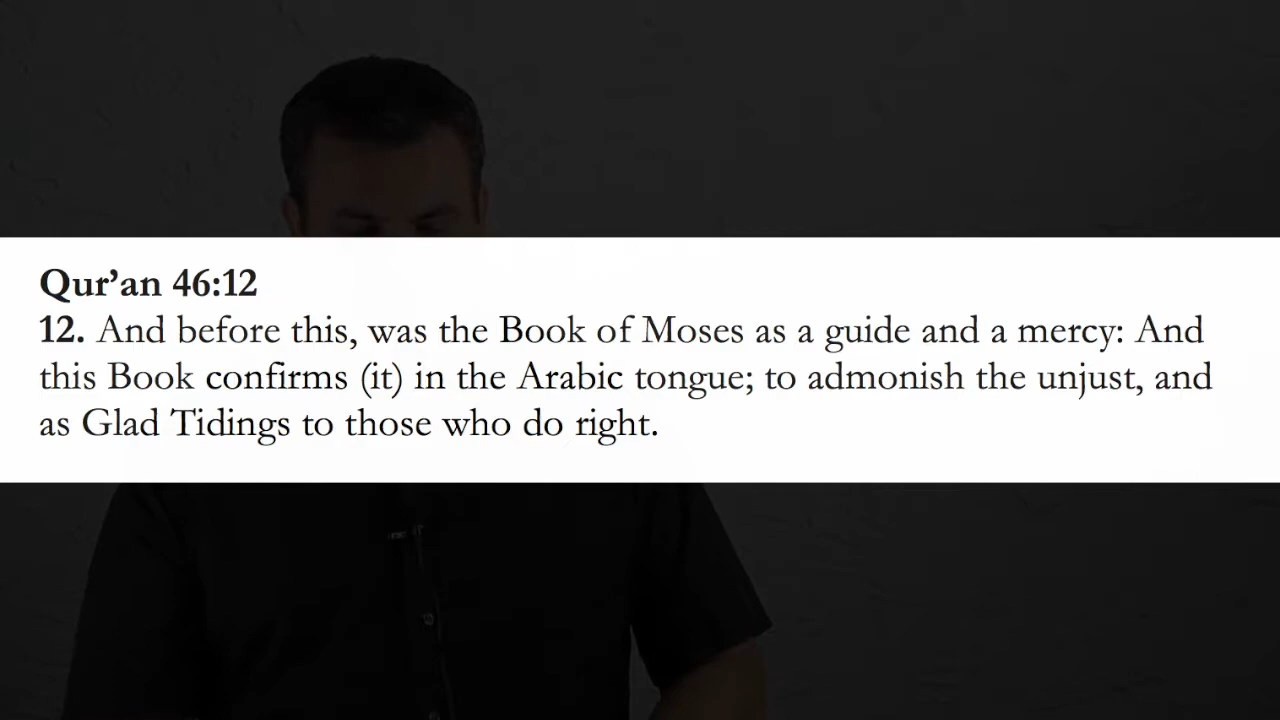 Qur’an 46:12
12. And before this, was the Book of Moses as a guide and a mercy: And
this Book confirms (it) in the Arabic tongue; to admonish the unjust, and
as Glad Tidings to those who do right.